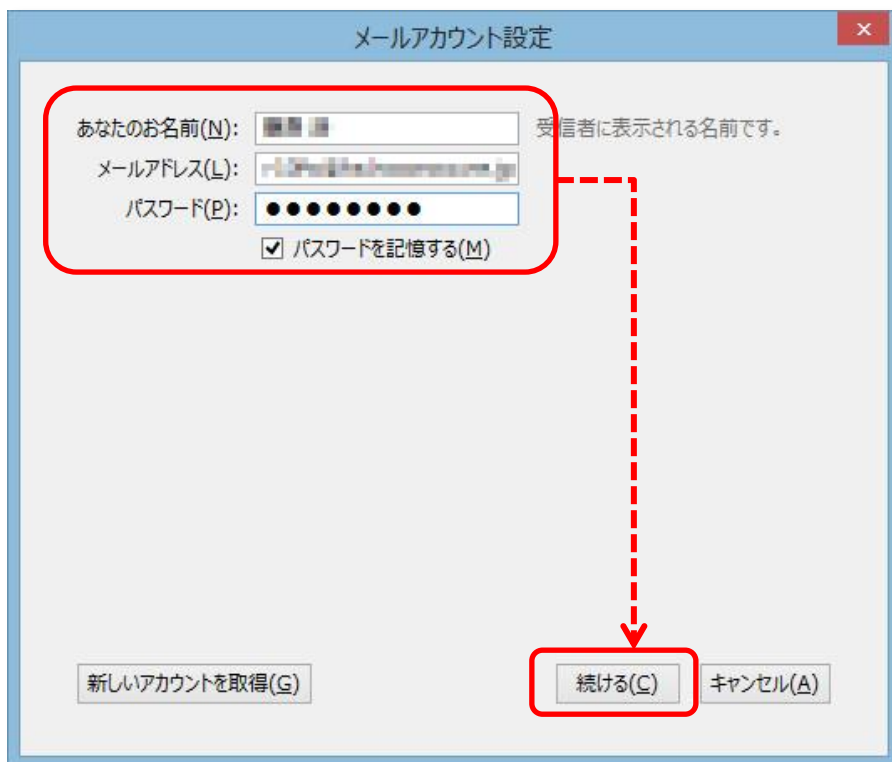 メールアカウント設定
あなたのお名前(N):
受信者に表示される名前です。
メールアドレス(L):
パスワード(P): ●●●●●●●●
パスワードを記憶する(M)
新しいアカウントを取得(G)
続ける(C)
キャンセル(A)